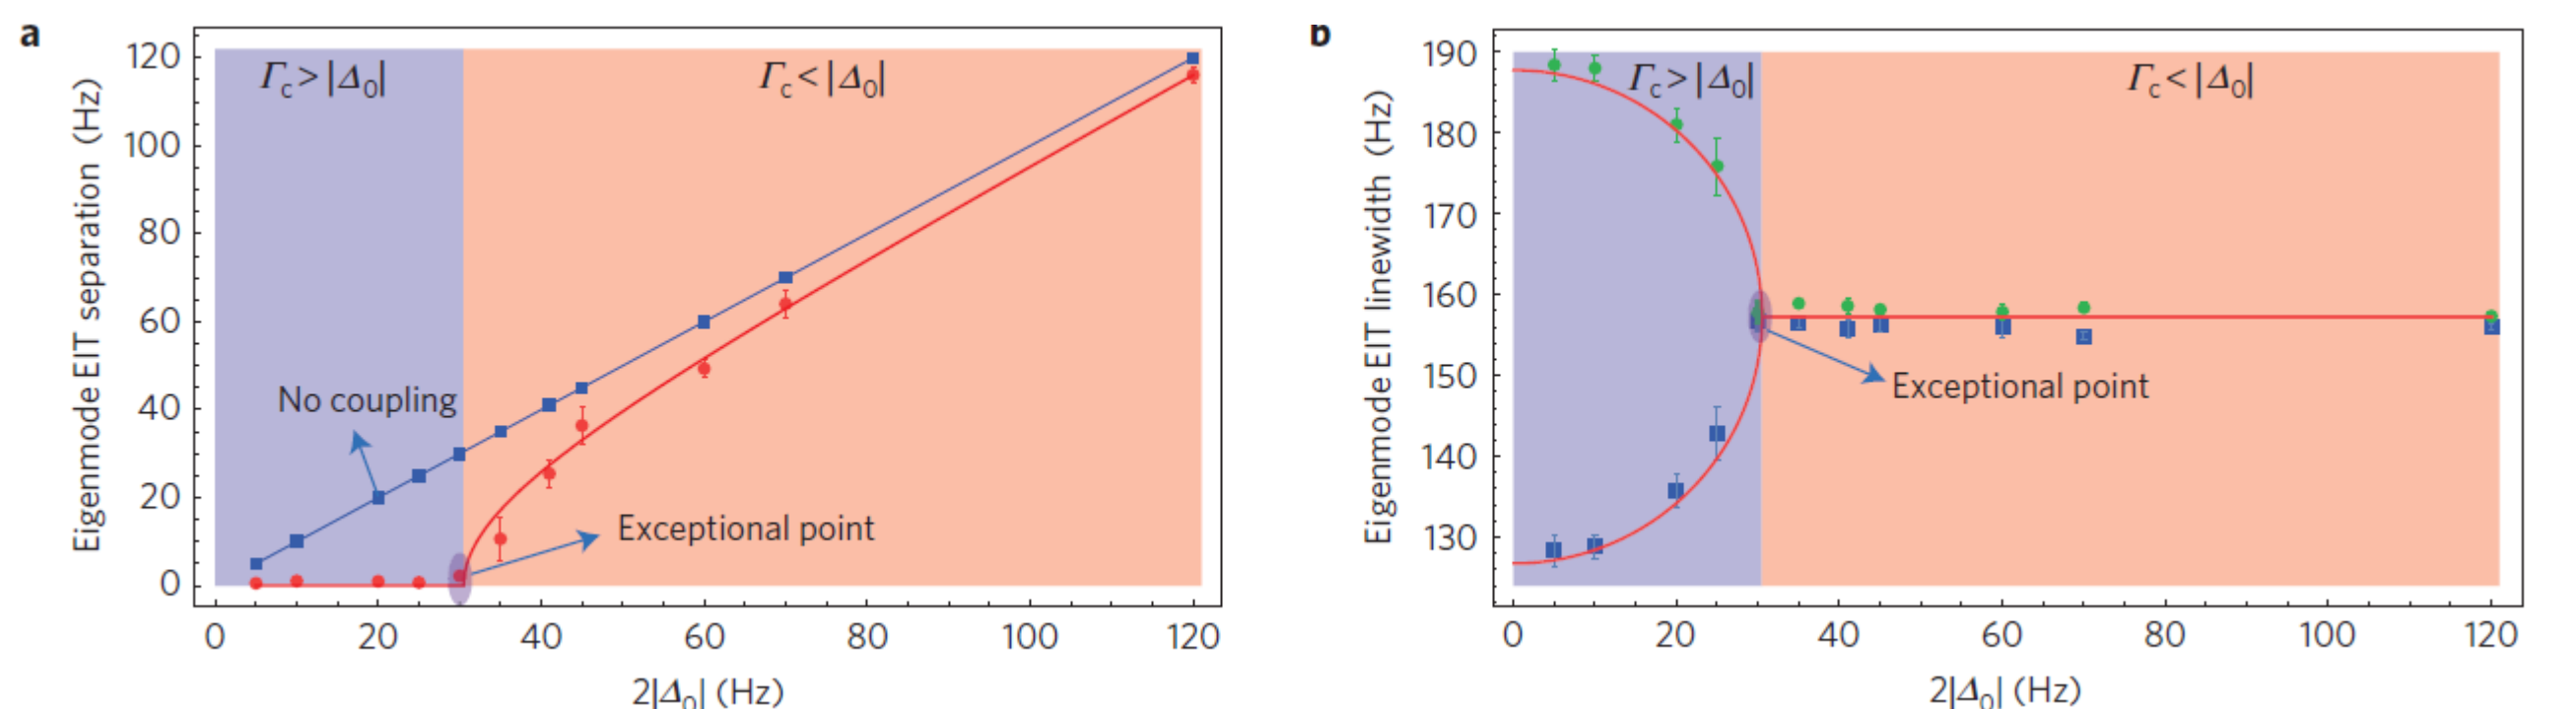 a
Eigenmode EIT separation (Hz)
120
100
80
60
40
20
0
Γc > |Δ0|
Γc < |Δ0|
No coupling
Exceptional point
0 20 40 60 80 100 120
2|Δ0| (Hz)
b
Eigenmode EIT linewidth (Hz)
190
180
170
160
150
140
130
Γc > |Δ0|
Γc < |Δ0|
Exceptional point
0 20 40 60 80 100 120
2|Δ0| (Hz)